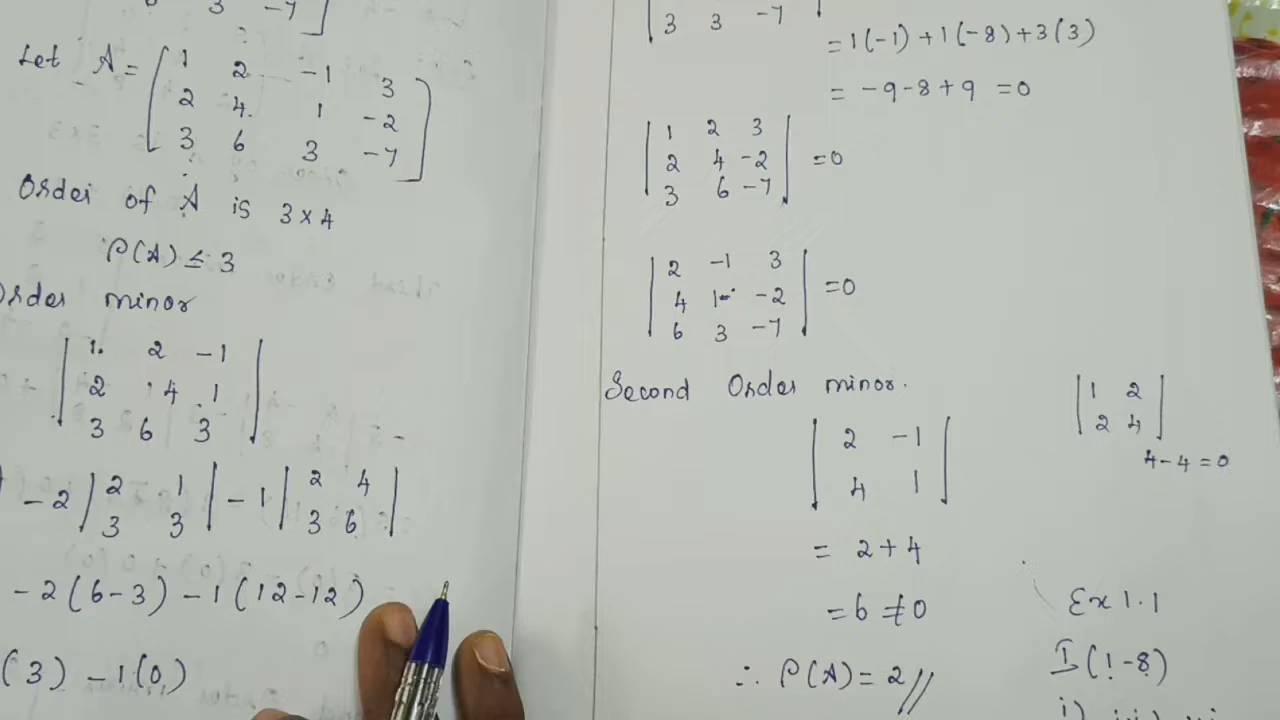 3 -7 ]
Let A = [ 1 2 -1 3
2 4 1 -2
3 6 3 -7 ]
Order of A is 3 × 4
ρ(A) ≤ 3
Order minor
| 1 2 -1 |
| 2 4 1 |
| 3 6 3 |
-2 | 2 1 | -1 | 2 4 |
| 3 3 | | 3 6 |
-2(6-3) -1(12-12)
(3) -1(0)
3 3 -7 |
= 1(-1) + 1(-8) + 3(3)
= -9-8+9 = 0
| 1 2 3 |
| 2 4 -2 | = 0
| 3 6 -7 |
| 2 -1 3 |
| 4 1 -2 | = 0
| 6 3 -7 |
Second Order minor.
| 2 -1 |
| 4 1 |
= 2+4
= 6 ≠ 0
∴ ρ(A) = 2 //
| 1 2 |
| 2 4 |
4-4 = 0
Ex 1.1
I (1-8)
i)